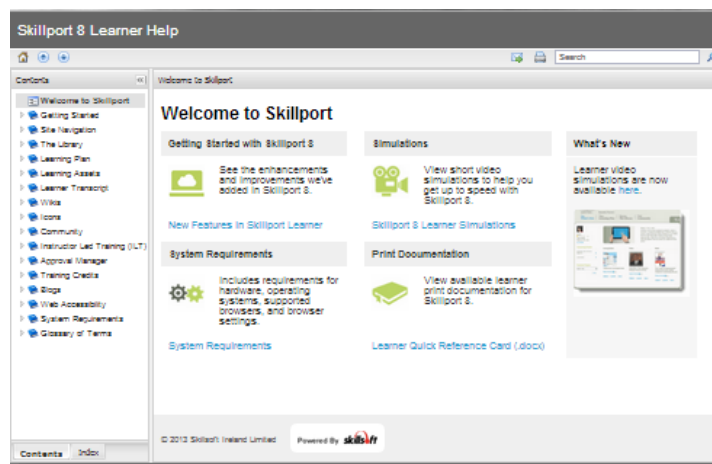 Skillport 8 Learner Help
Search
Contents
Welcome to Skillport
Welcome to Skillport
Getting Started
Site Navigation
The Library
Learning Plan
Learning Assets
Learner Transcript
Wikis
Icons
Community
Instructor Led Training (ILT)
Approval Manager
Training Credits
Blogs
Web Accessibility
System Requirements
Glossary of Terms
Contents
Index
Welcome to Skillport
Getting Started with Skillport 8
See the enhancements
and improvements we've
added in Skillport 8.
New Features in Skillport Learner
Simulations
View short video
simulations to help you
get up to speed with
Skillport 8.
Skillport 8 Learner Simulations
What's New
Learner video
simulations are now
available here.
System Requirements
Includes requirements for
hardware, operating
systems, supported
browsers, and browser
settings.
System Requirements
Print Documentation
View available learner
print documentation for
Skillport 8.
Learner Quick Reference Card (.docx)
© 2013 Skillsoft Ireland Limited
Powered By skillsoft